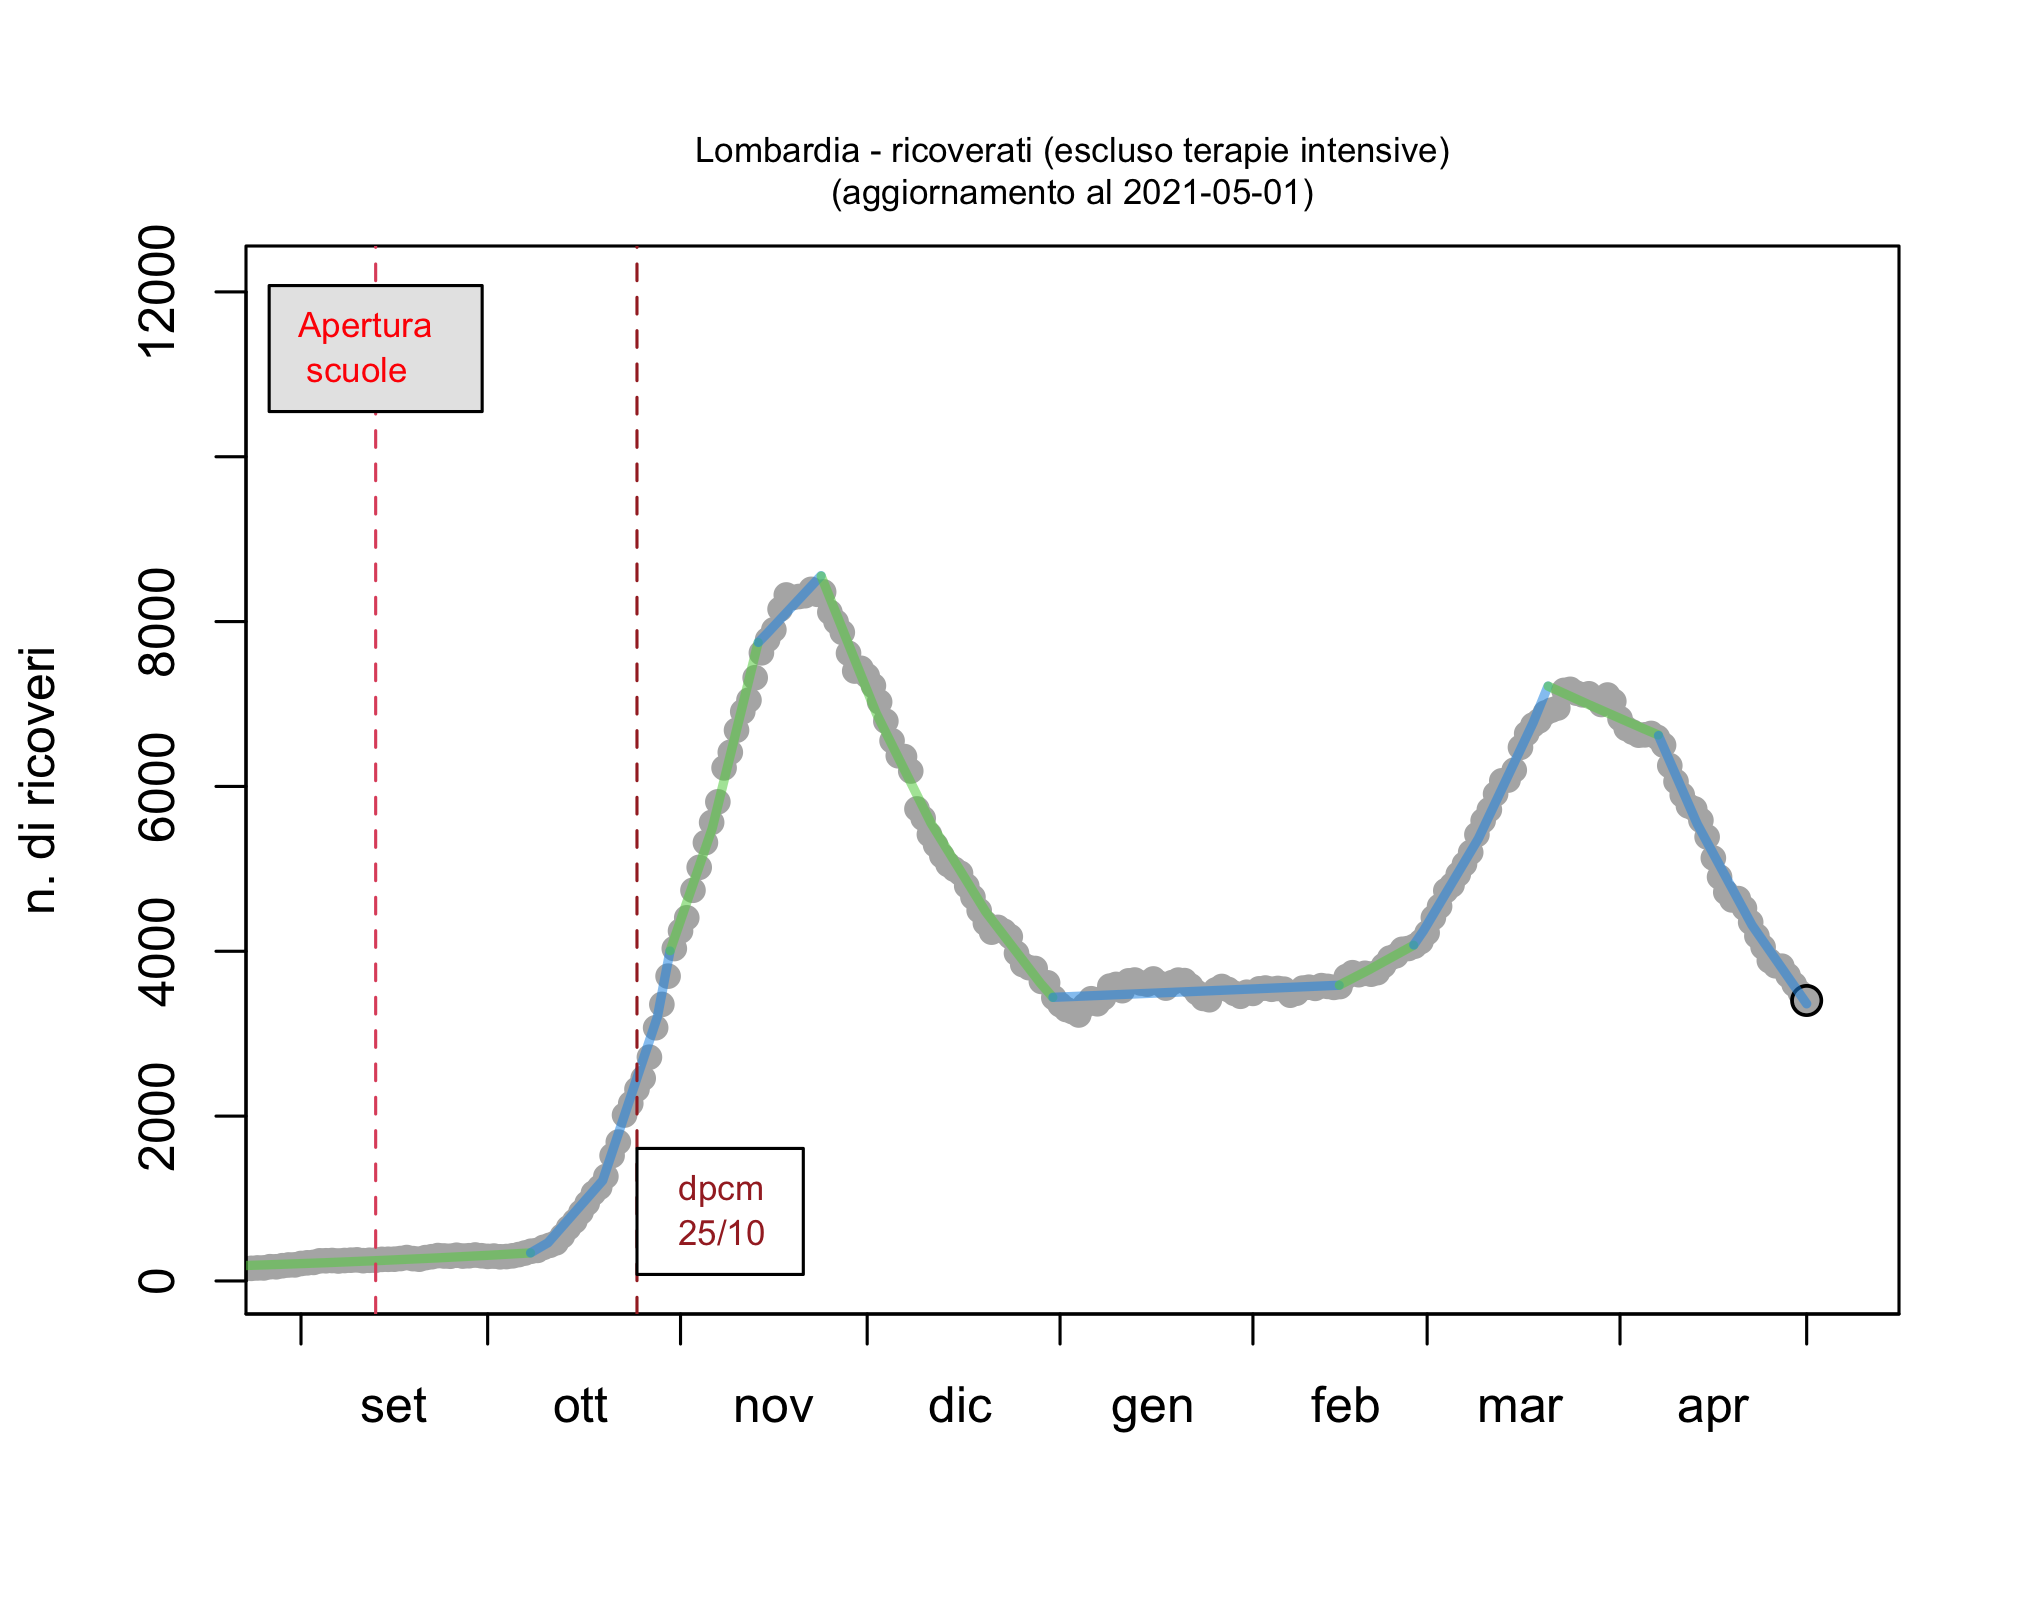 Lombardia - ricoverati (escluso terapie intensive)
(aggiornamento al 2021-05-01)
n. di ricoveri
12000
8000
6000
4000
2000
0
Apertura
scuole
dpcm
25/10
set ott nov dic gen feb mar apr